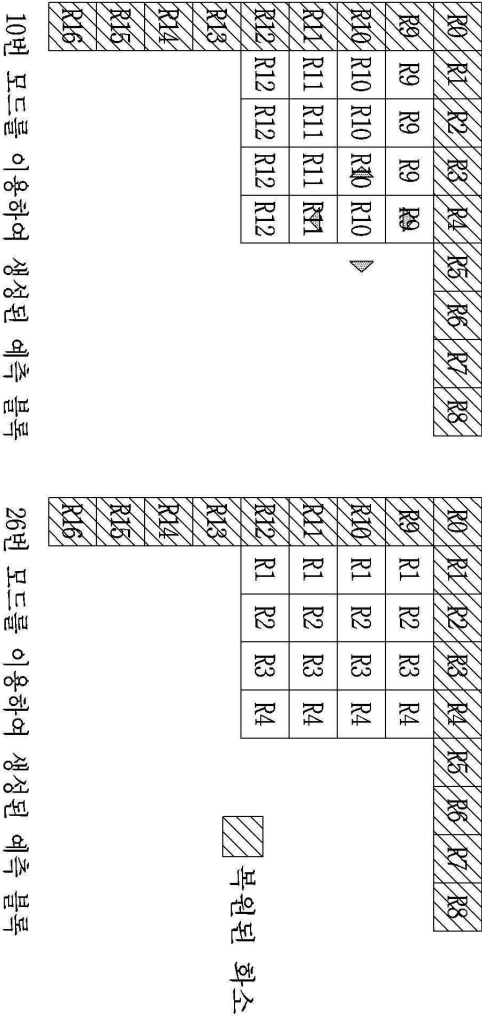 R0 R1 R2 R3 R4 R5 R6 R7 R8
R9 R9 R9 R9 R9
R10 R10 R10 R10 R10
R11 R11 R11 R11 R11
R12 R12 R12 R12 R12
R13
R14
R15
R16
10번 모드를 이용하여 생성된 예측 블록
R0 R1 R2 R3 R4 R5 R6 R7 R8
R9 R1 R2 R3 R4
R10 R1 R2 R3 R4
R11 R1 R2 R3 R4
R12 R1 R2 R3 R4
R13
R14
R15
R16
복원된 화소
26번 모드를 이용하여 생성된 예측 블록